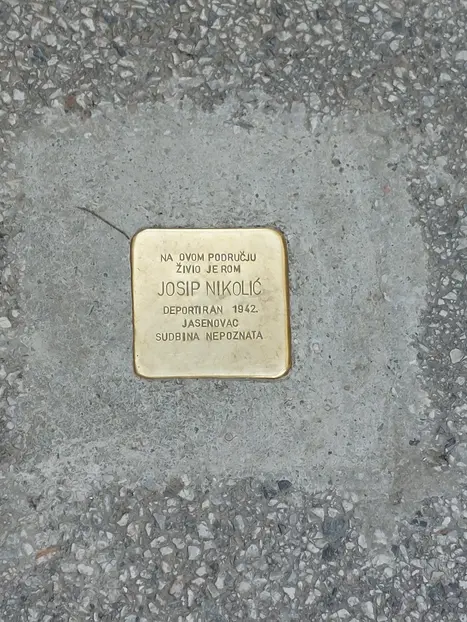 NA OVOM PODRUČJU
ŽIVIO JE ROM
JOSIP NIKOLIĆ
DEPORTIRAN 1942.
JASENOVAC
SUDBINA NEPOZNATA